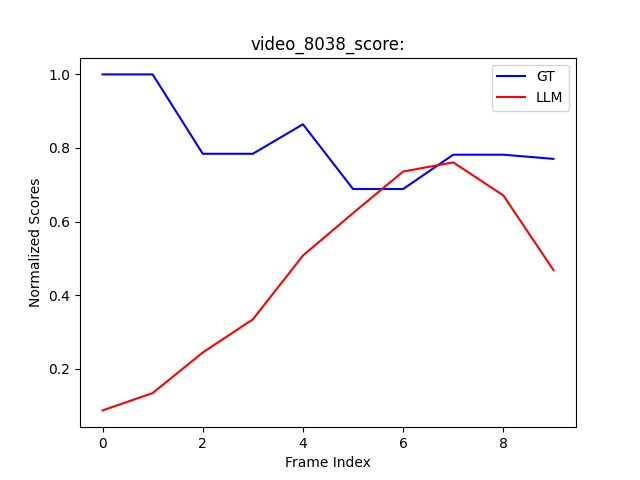 video_8038_score:
GT
LLM
1.0
0.8
0.6
0.4
0.2
Normalized Scores
0 2 4 6 8
Frame Index